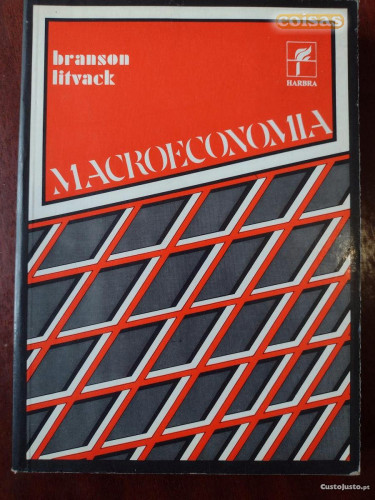 coisas
branson
litvack
HARBRA
MACROECONOMIA
CustoJusto.pt